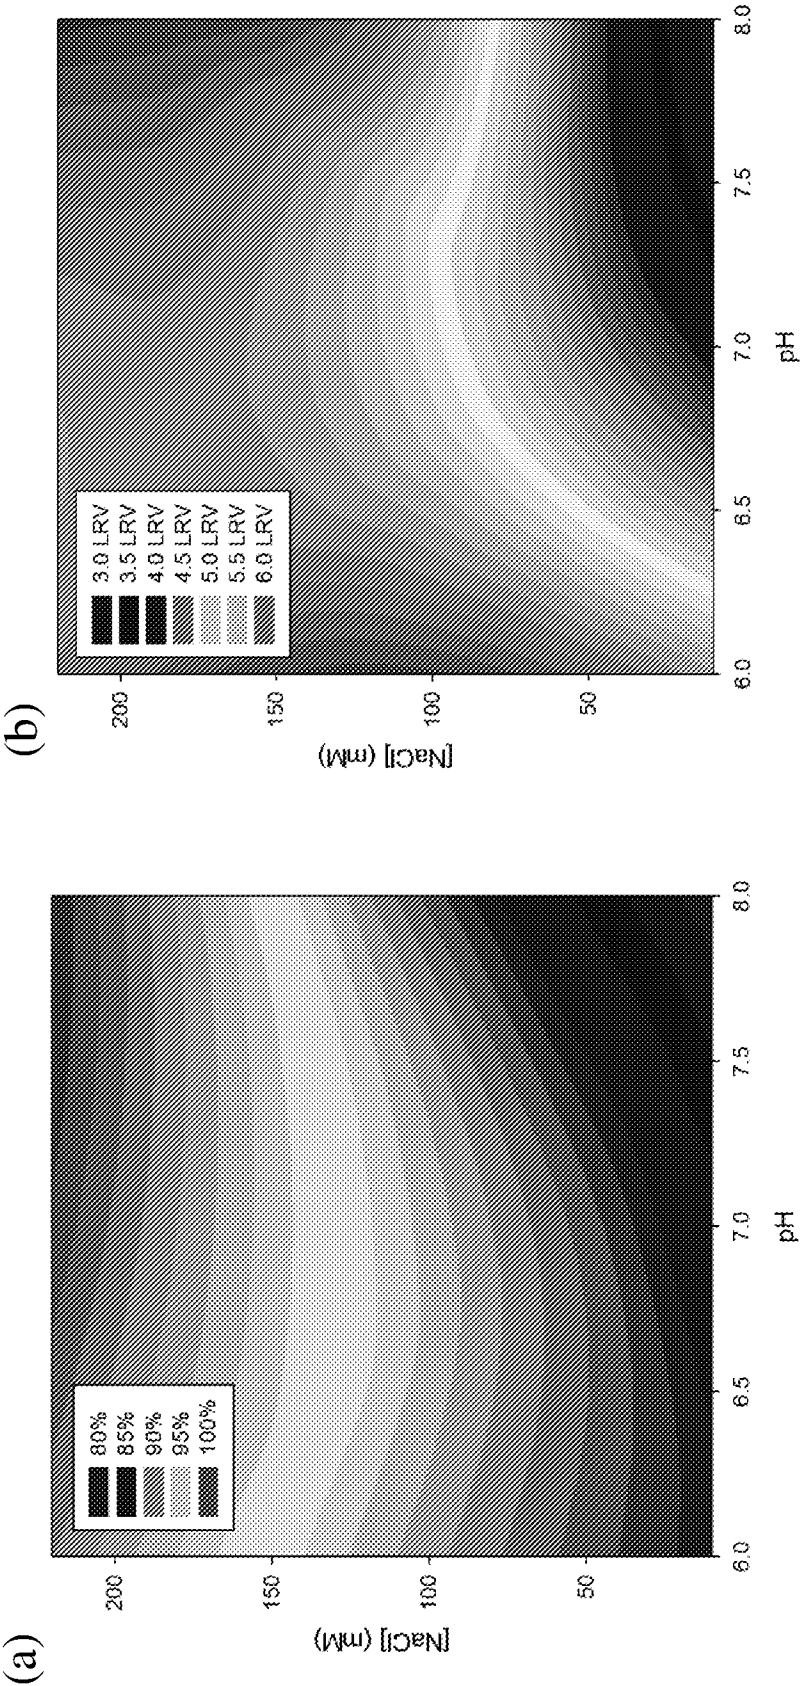 (a)
[NaCl] (mM)
200
150
100
50
80%
85%
90%
95%
100%
6.0
6.5
7.0
7.5
8.0
pH
(b)
[NaCl] (mM)
200
150
100
50
3.0 LRV
3.5 LRV
4.0 LRV
4.5 LRV
5.0 LRV
5.5 LRV
6.0 LRV
6.0
6.5
7.0
7.5
8.0
pH